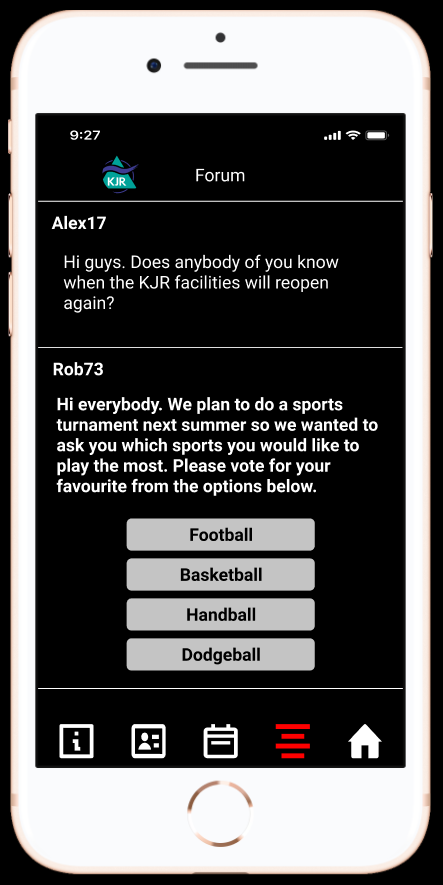 9:27
KJR
Forum
Alex17
Hi guys. Does anybody of you know
when the KJR facilities will reopen
again?
Rob73
Hi everybody. We plan to do a sports
turnament next summer so we wanted to
ask you which sports you would like to
play the most. Please vote for your
favourite from the options below.
Football
Basketball
Handball
Dodgeball